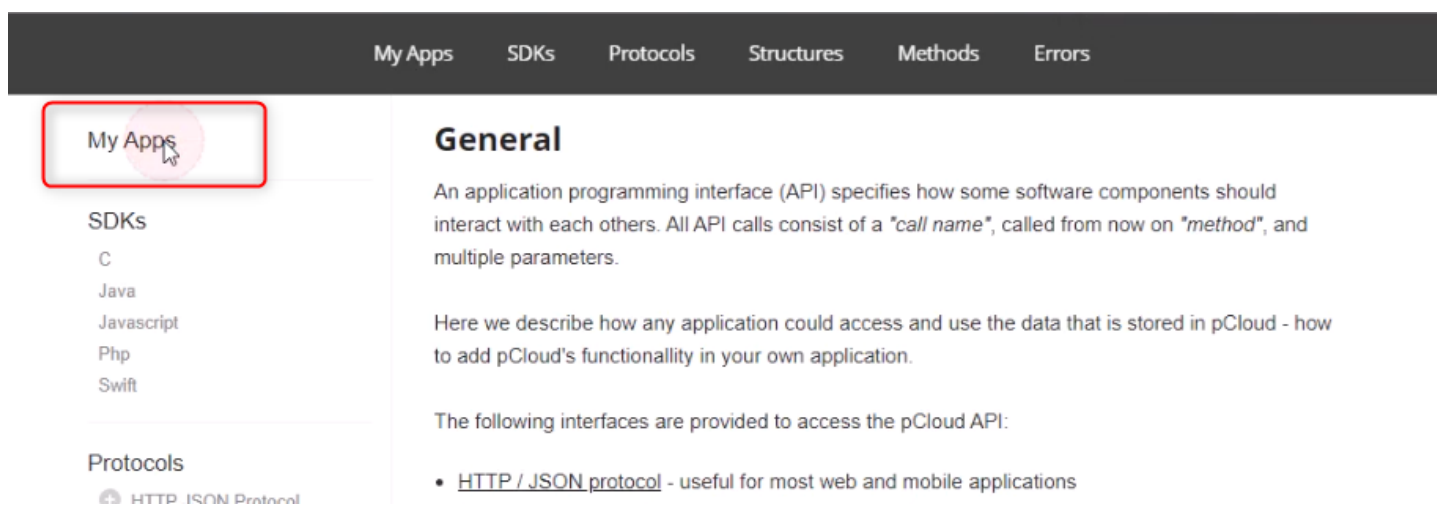 My Apps SDKs Protocols Structures Methods Errors
My Apps
SDKs
C
Java
Javascript
Php
Swift
Protocols
HTTP JSON Protocol
General
An application programming interface (API) specifies how some software components should
interact with each others. All API calls consist of a "call name", called from now on "method", and
multiple parameters.
Here we describe how any application could access and use the data that is stored in pCloud - how
to add pCloud's functionallity in your own application.
The following interfaces are provided to access the pCloud API:
• HTTP / JSON protocol - useful for most web and mobile applications